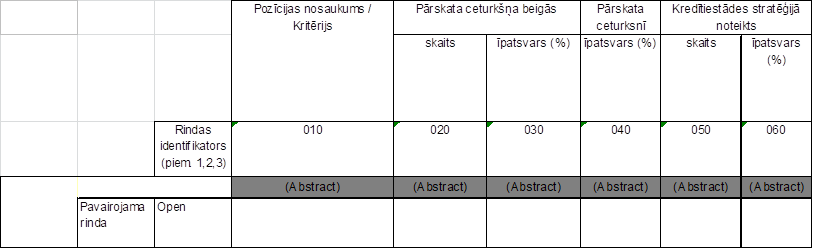 Pozīcijas nosaukums /
Kritērijs
Pārskata ceturkšņa beigās
Pārskata
ceturksnī
Kredītiestādes stratēģijā
noteikts
skaits
īpatsvars (%)
īpatsvars (%)
skaits
īpatsvars
(%)
Rindas
identifikators
(piem. 1,2,3)
010
020
030
040
050
060
(Abstract)
(Abstract)
(Abstract)
(Abstract)
(Abstract)
(Abstract)
Pavairojama
rinda
Open